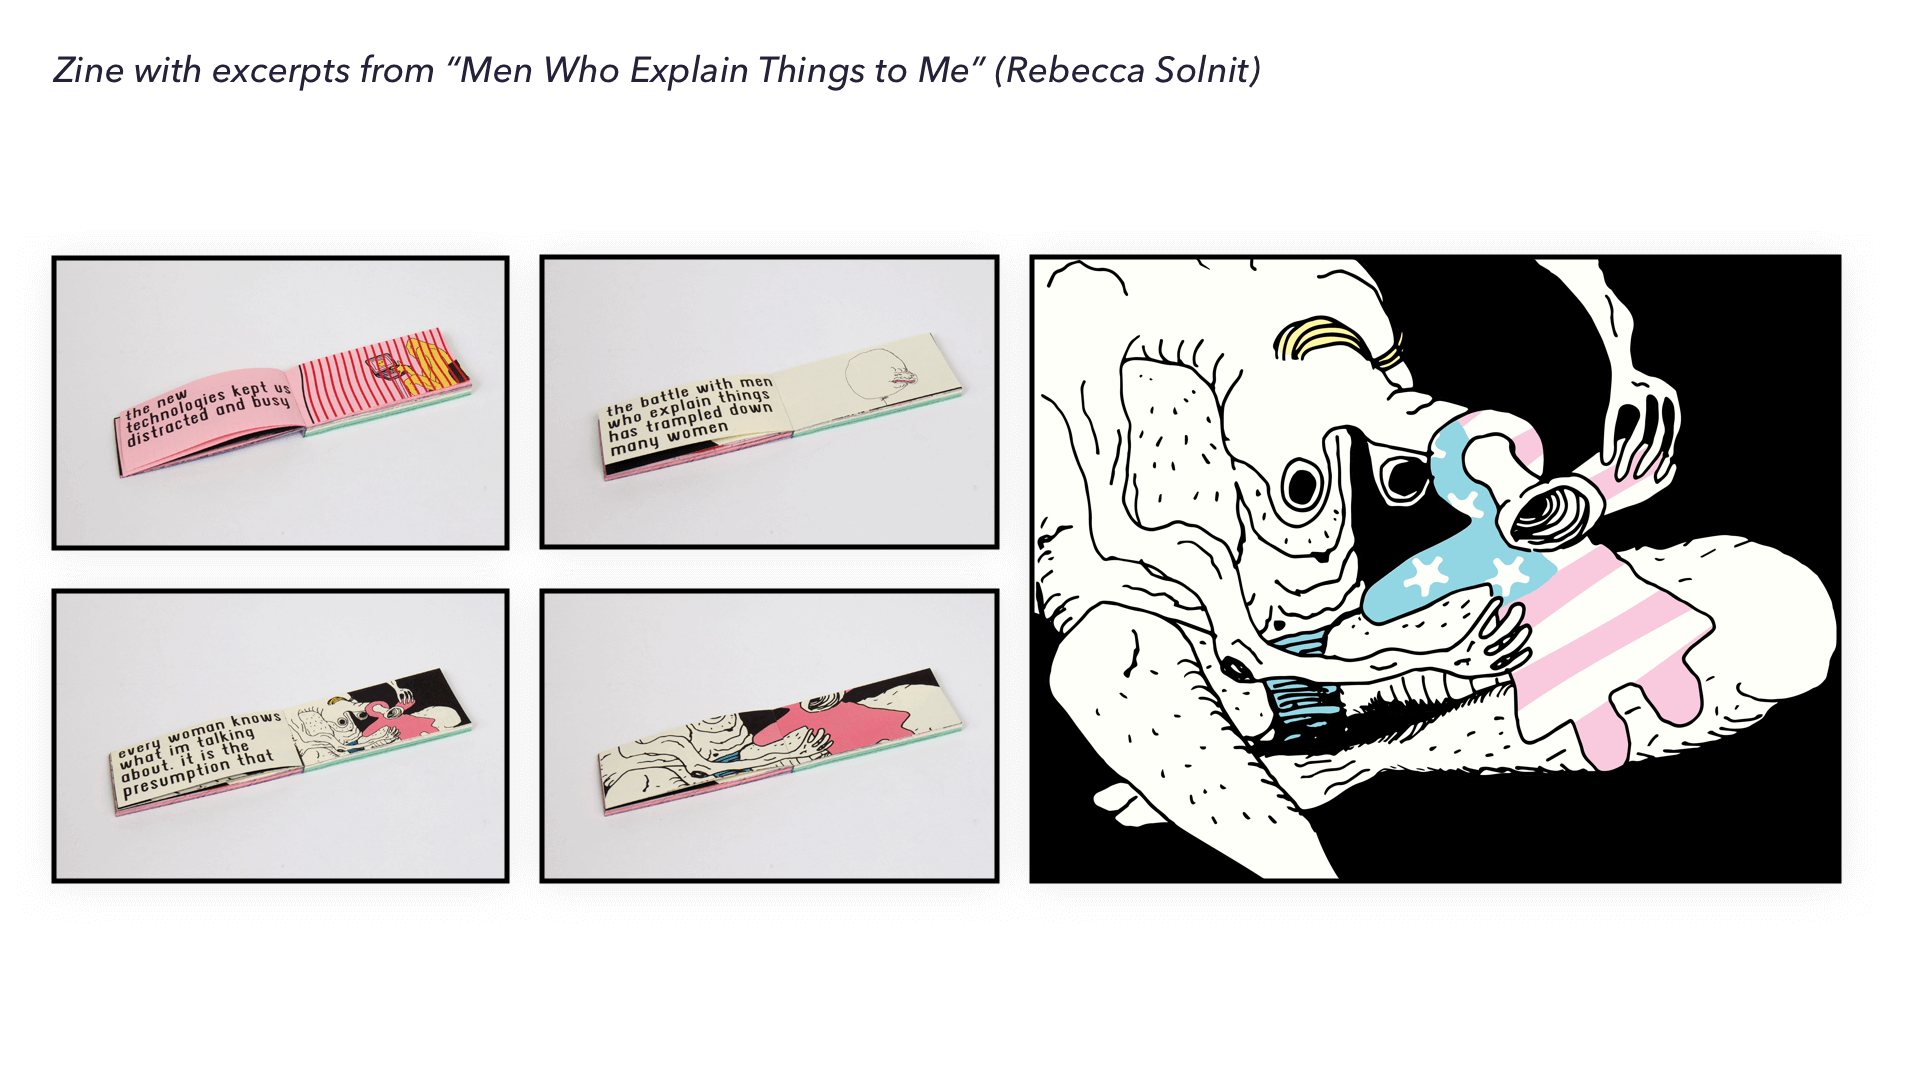 Zine with excerpts from “Men Who Explain Things to Me” (Rebecca Solnit)
the new
technologies kept us
distracted and busy
the battle with men
who explain things
has trampled down
many women
every woman knows
what im talking
about. it is the
presumption that